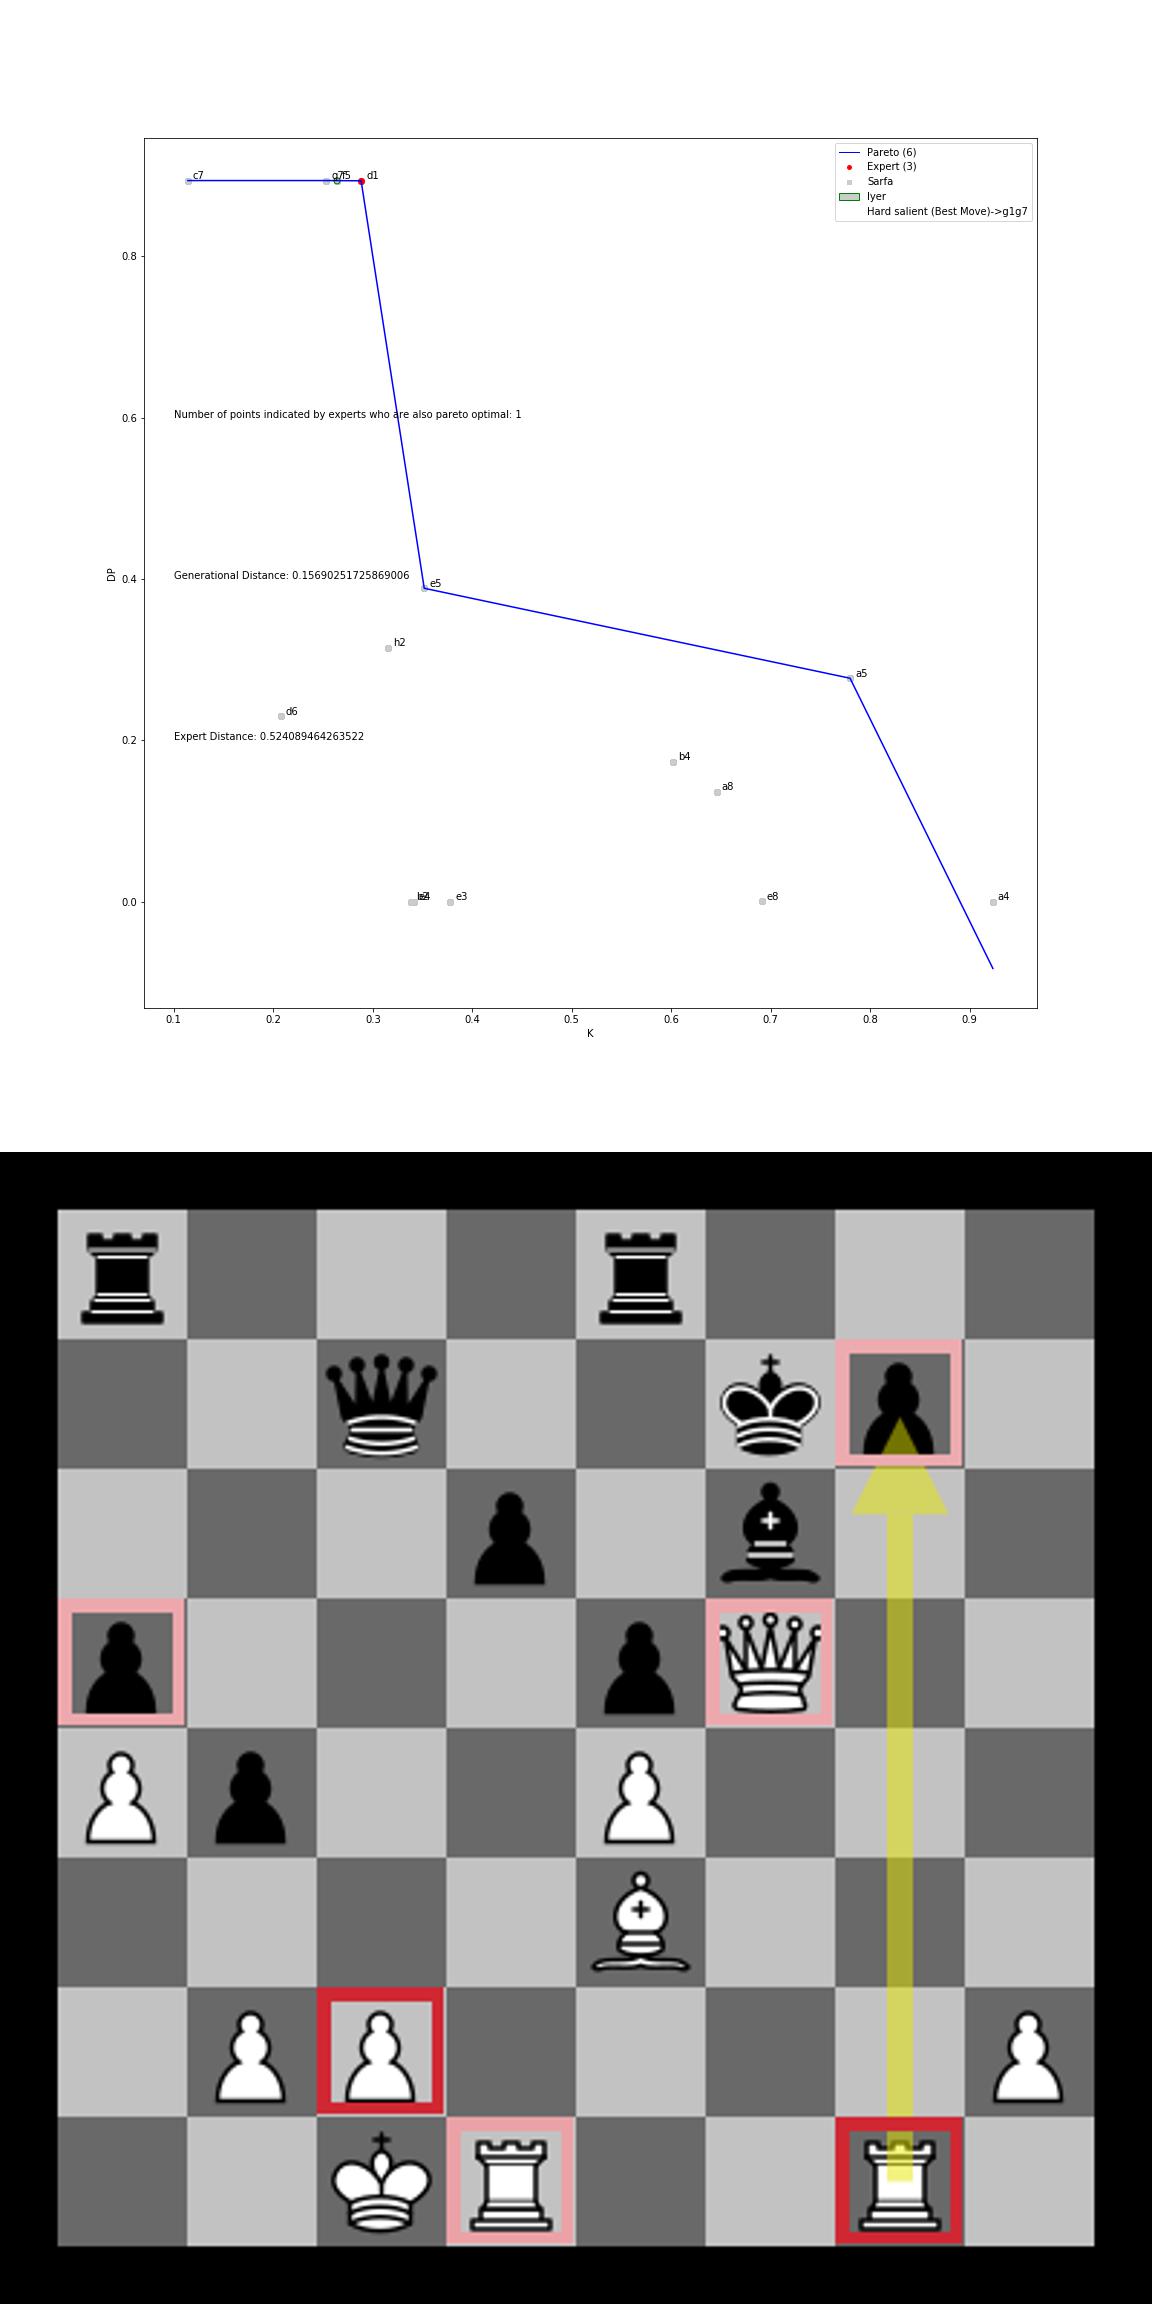 Pareto (6)
Expert (3)
Sarfa
Iyer
Hard salient (Best Move)->g1g7
c7
d1
Number of points indicated by experts who are also pareto optimal: 1
Generational Distance: 0.15690251725869006
e5
h2
a5
d6
Expert Distance: 0.524089464263522
b4
a8
e3
e8
a4
DP
0.8
0.6
0.4
0.2
0.0
0.1 0.2 0.3 0.4 0.5 0.6 0.7 0.8 0.9
K